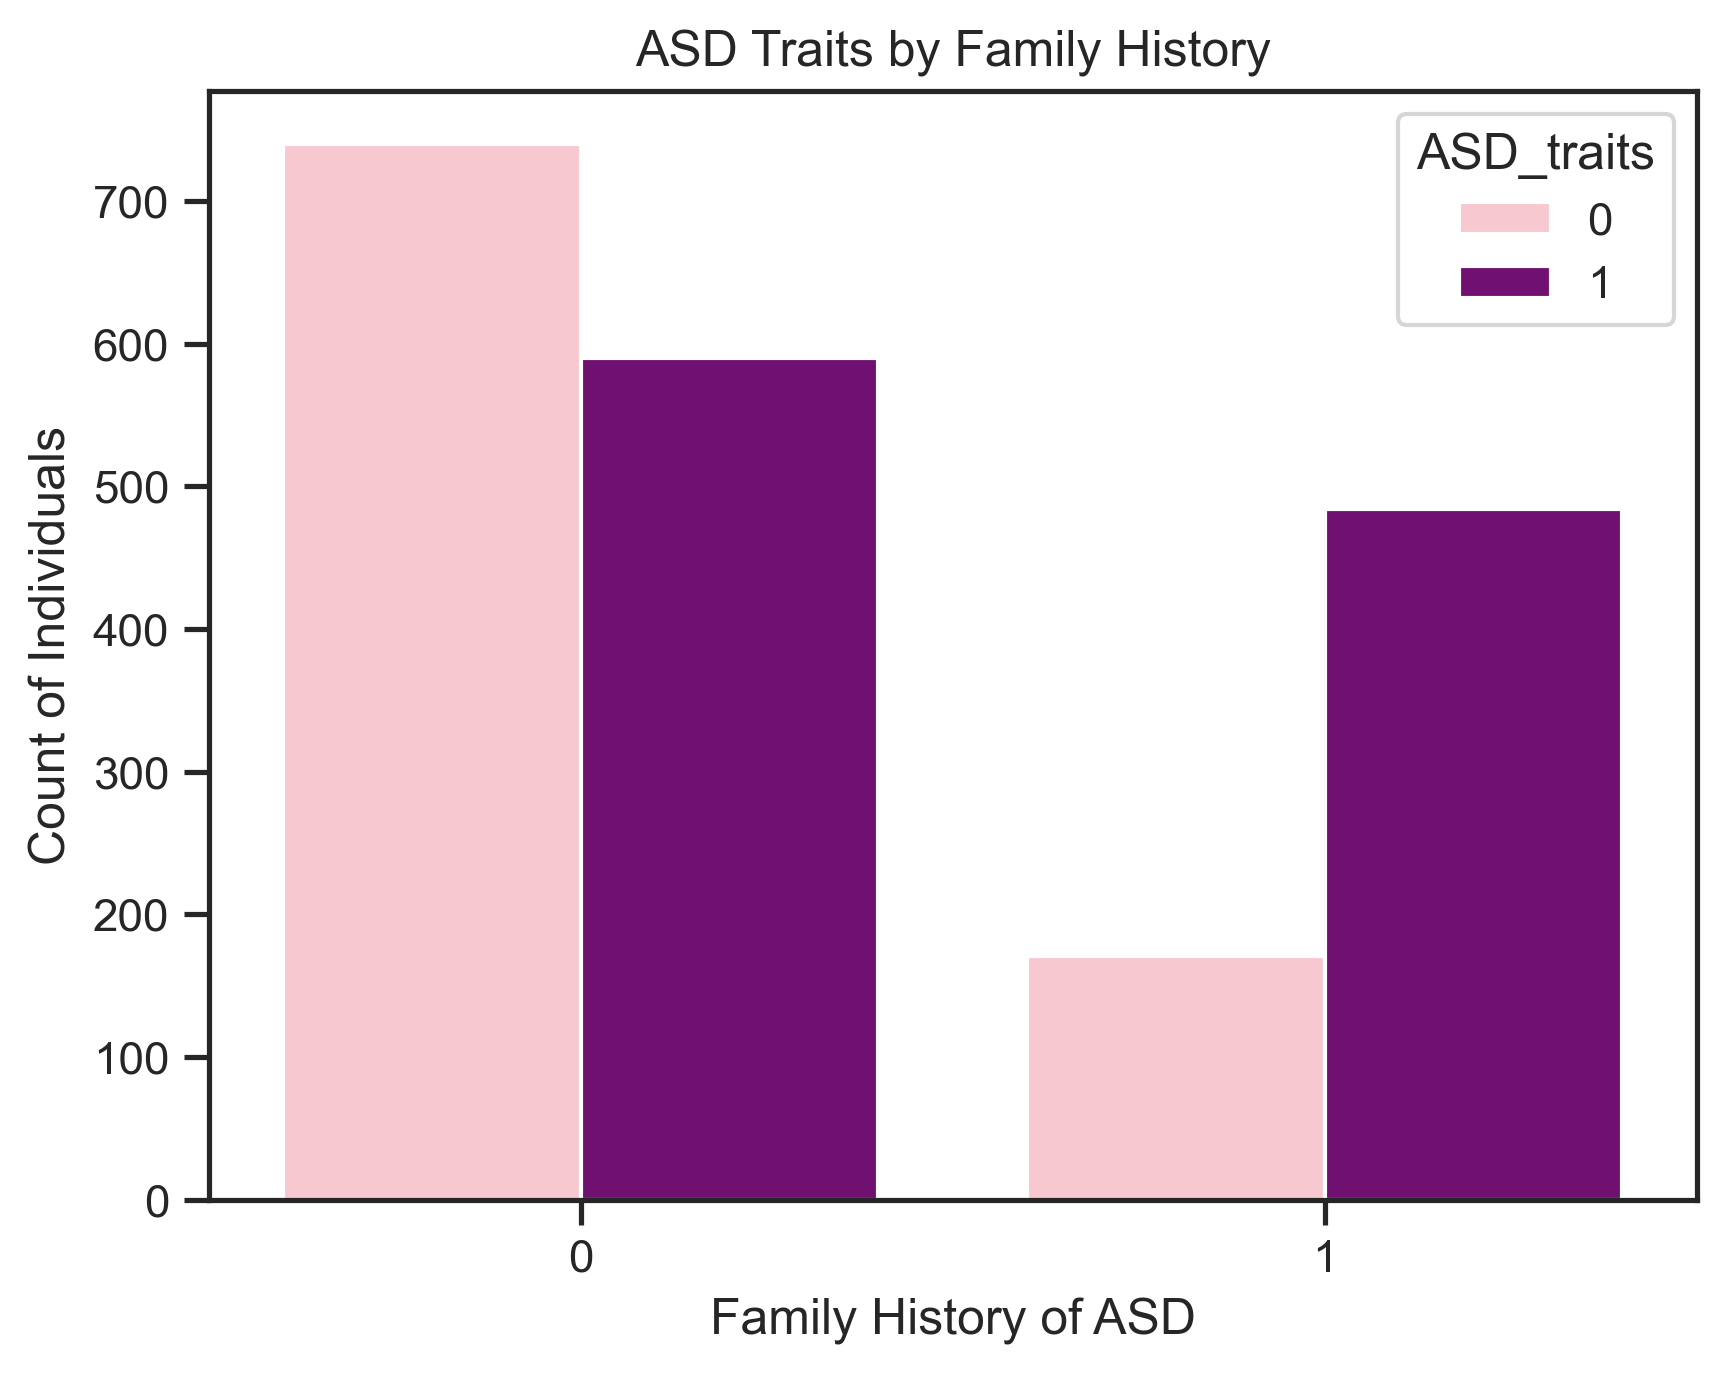 ASD Traits by Family History
ASD_traits
0
1
700
600
500
400
300
200
100
0
Count of Individuals
0 1
Family History of ASD